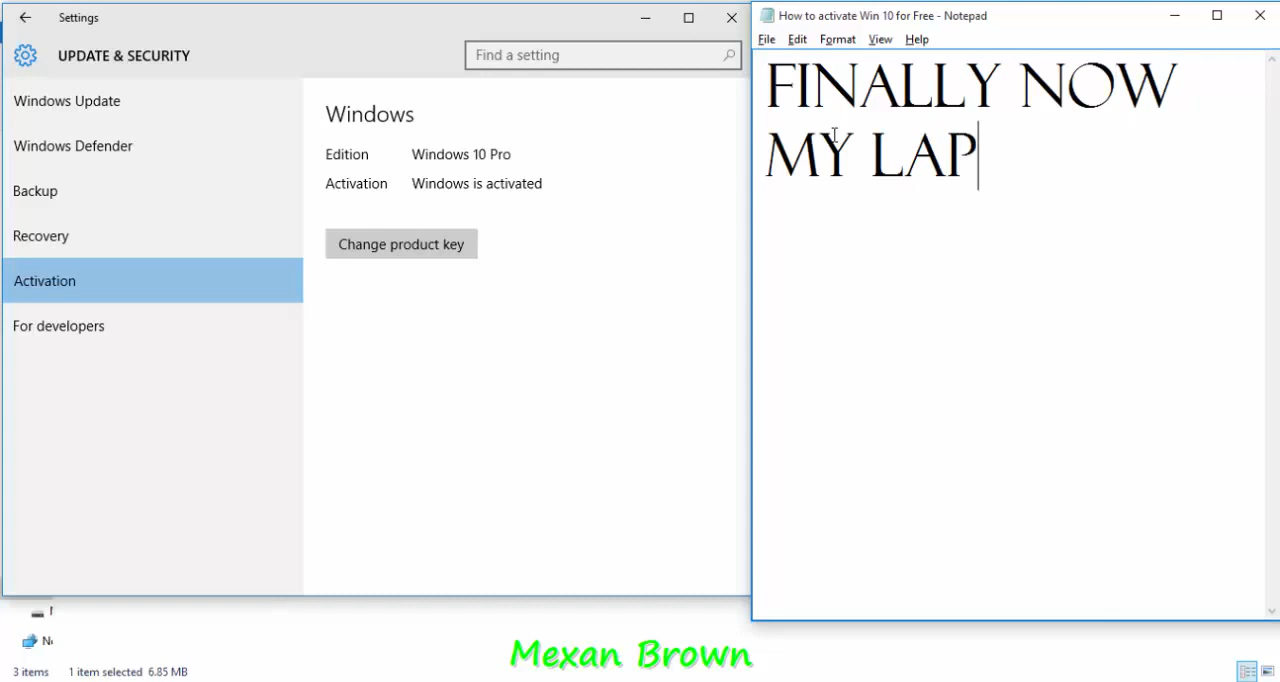 Settings
UPDATE & SECURITY
Find a setting
Windows Update
Windows Defender
Backup
Recovery
Activation
For developers
Windows
Edition Windows 10 Pro
Activation Windows is activated
Change product key
How to activate Win 10 for Free - Notepad
File Edit Format View Help
FINALLY NOW
MY LAP
3 items 1 item selected 6.85 MB
Mexan Brown